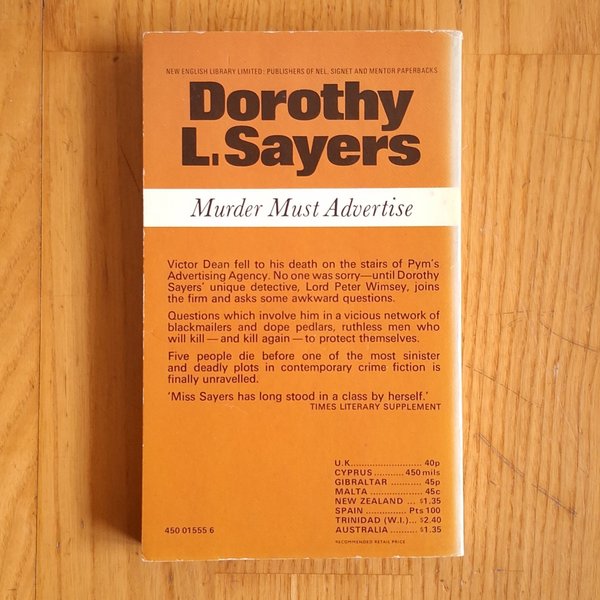 NEW ENGLISH LIBRARY LIMITED: PUBLISHERS OF NEL, SIGNET AND MENTOR PAPERBACKS
Dorothy
L. Sayers
Murder Must Advertise
Victor Dean fell to his death on the stairs of Pym's
Advertising Agency. No one was sorry—until Dorothy
Sayers' unique detective, Lord Peter Wimsey, joins
the firm and asks some awkward questions.
Questions which involve him in a vicious network of
blackmailers and dope pedlars, ruthless men who
will kill — and kill again — to protect themselves.
Five people die before one of the most sinister
and deadly plots in contemporary crime fiction is
finally unravelled.
'Miss Sayers has long stood in a class by herself.'
TIMES LITERARY SUPPLEMENT
U.K.......................... 40p
CYPRUS ........... 450 mils
GIBRALTAR ........... 45p
MALTA ................... 45c
NEW ZEALAND ... $1.35
SPAIN ............... Pts 100
TRINIDAD (W.I.)... $2.40
AUSTRALIA .......... $1.35
RECOMMENDED RETAIL PRICE
450 01555 6